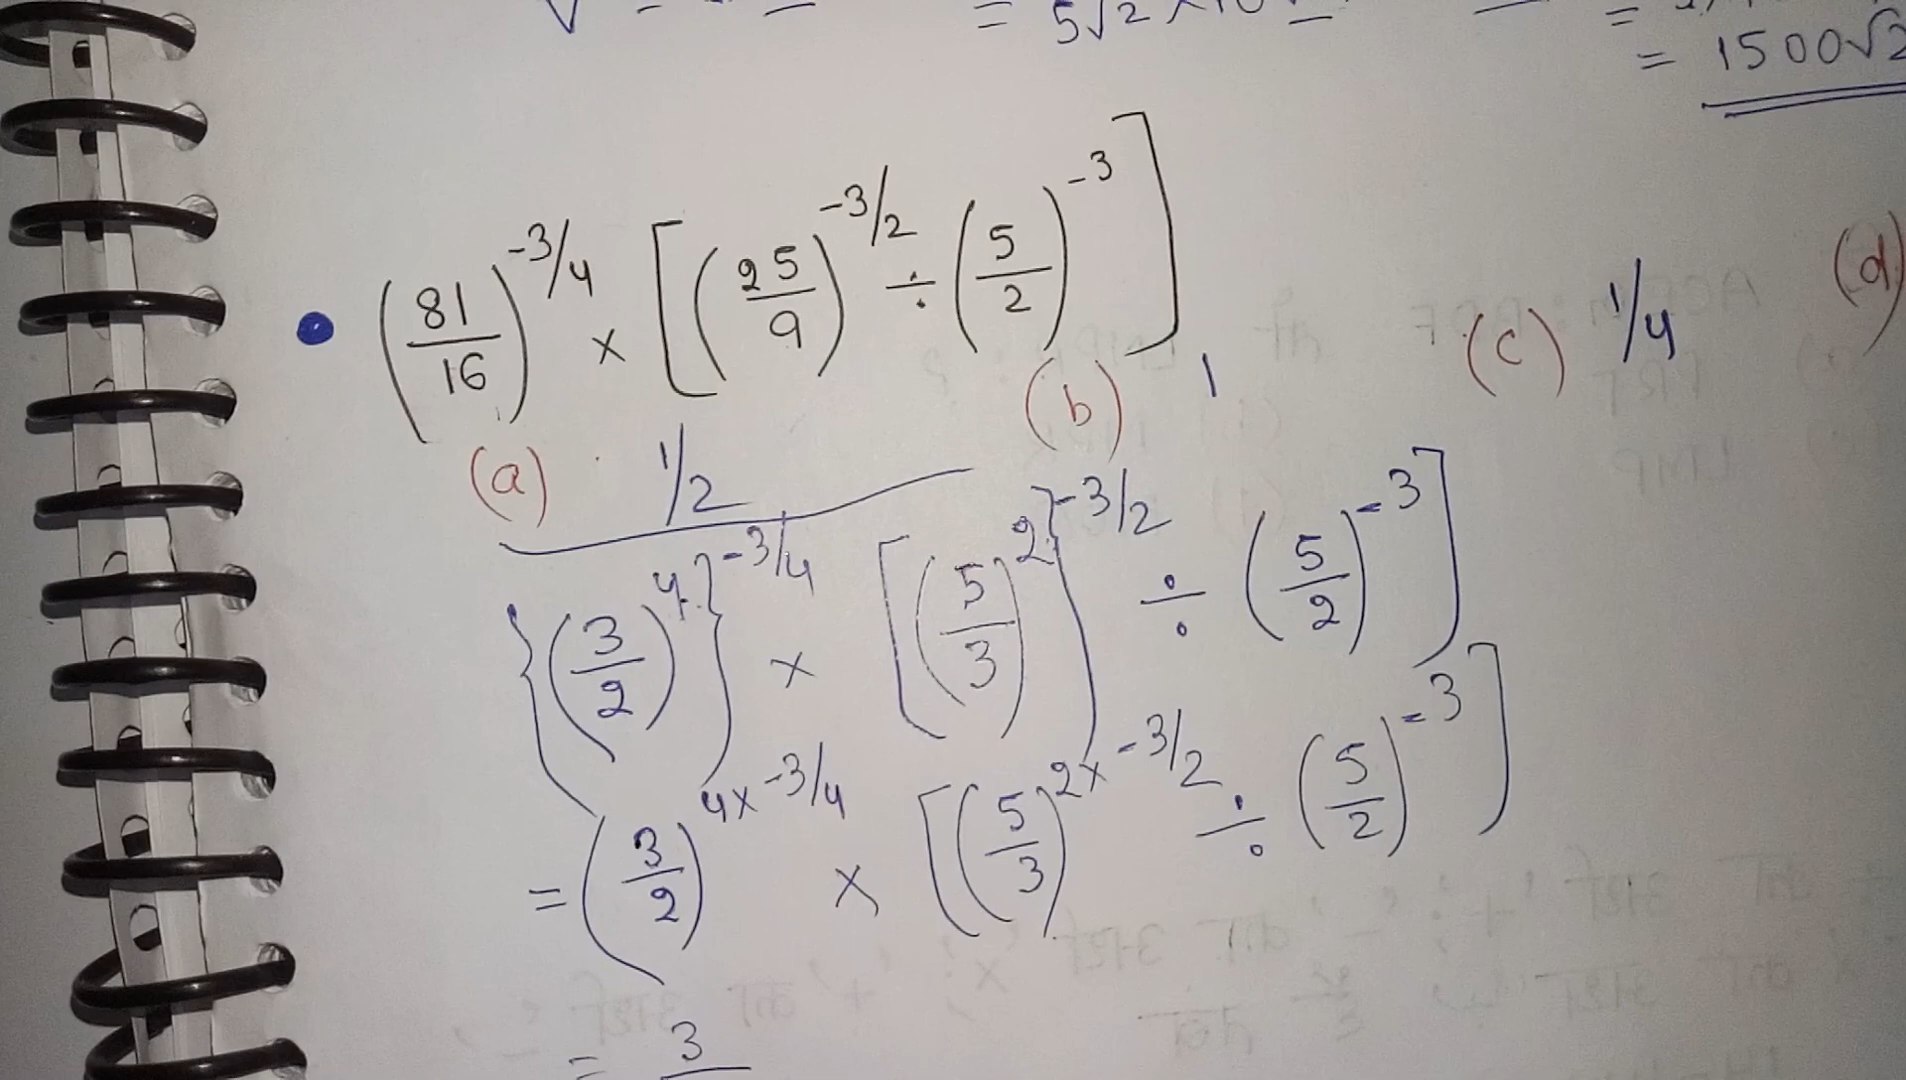 = 5√2 × 10
= 1500√2
(81/16)^-3/4 × [(25/9)^-3/2 ÷ (5/2)^-3]
(a) 1/2 (b) 1 (c) 1/4 (d)
{(3/2)^4}^-3/4 × [(5/3)^2}^-3/2 ÷ (5/2)^-3]
= (3/2)^4×-3/4 × [(5/3)^2×-3/2 ÷ (5/2)^-3]
= 3